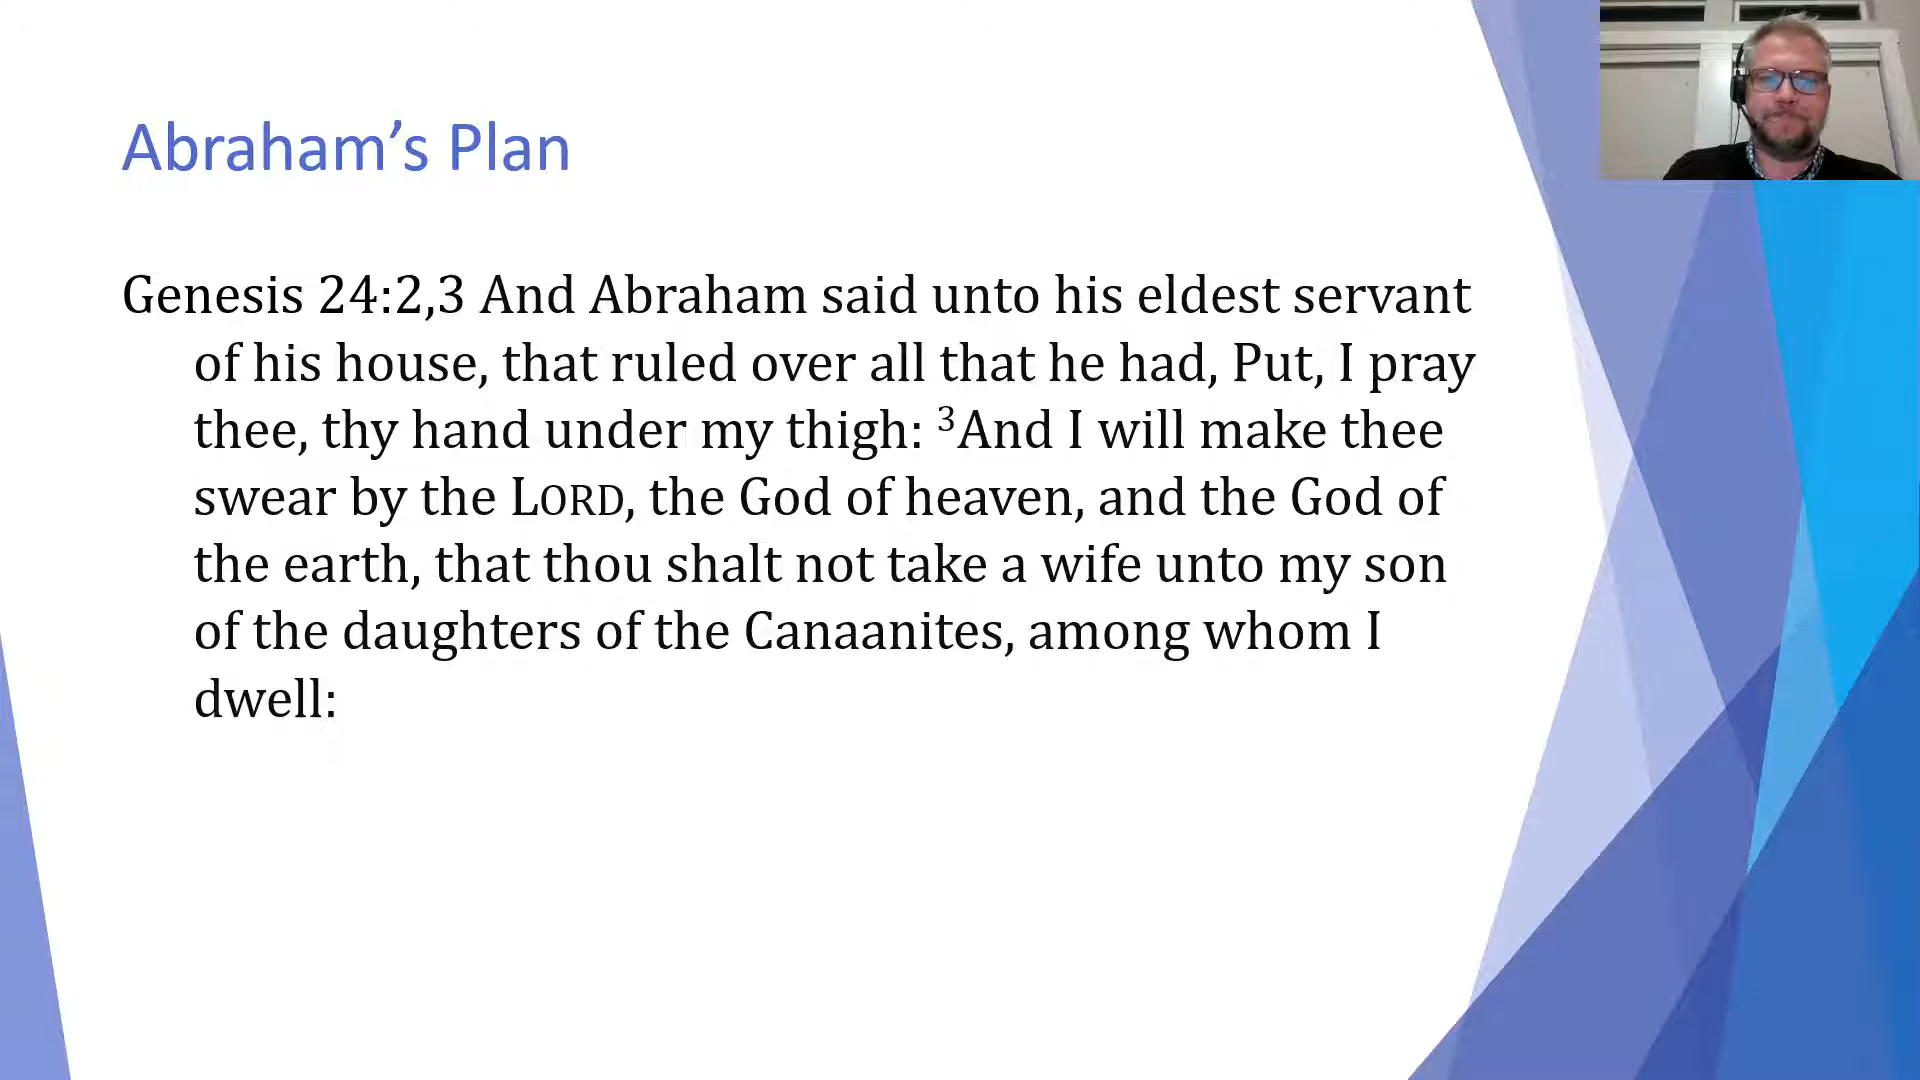 Abraham’s Plan
Genesis 24:2,3 And Abraham said unto his eldest servant
of his house, that ruled over all that he had, Put, I pray
thee, thy hand under my thigh: ³And I will make thee
swear by the LORD, the God of heaven, and the God of
the earth, that thou shalt not take a wife unto my son
of the daughters of the Canaanites, among whom I
dwell: